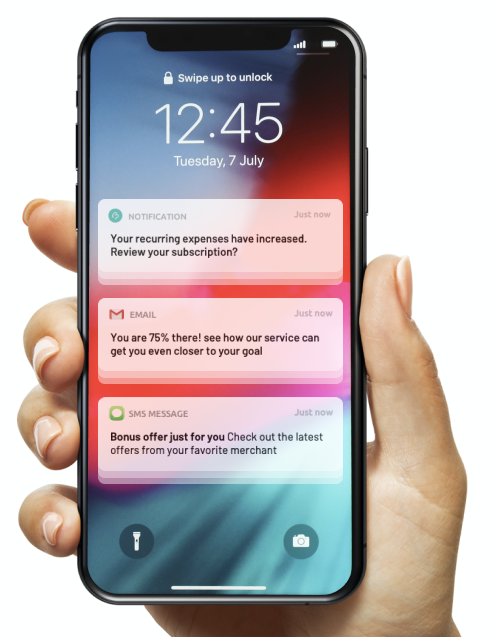 Swipe up to unlock
12:45
Tuesday, 7 July
NOTIFICATION
Just now
Your recurring expenses have increased.
Review your subscription?
EMAIL
Just now
You are 75% there! see how our service can
get you even closer to your goal
SMS MESSAGE
Just now
Bonus offer just for you Check out the latest
offers from your favorite merchant